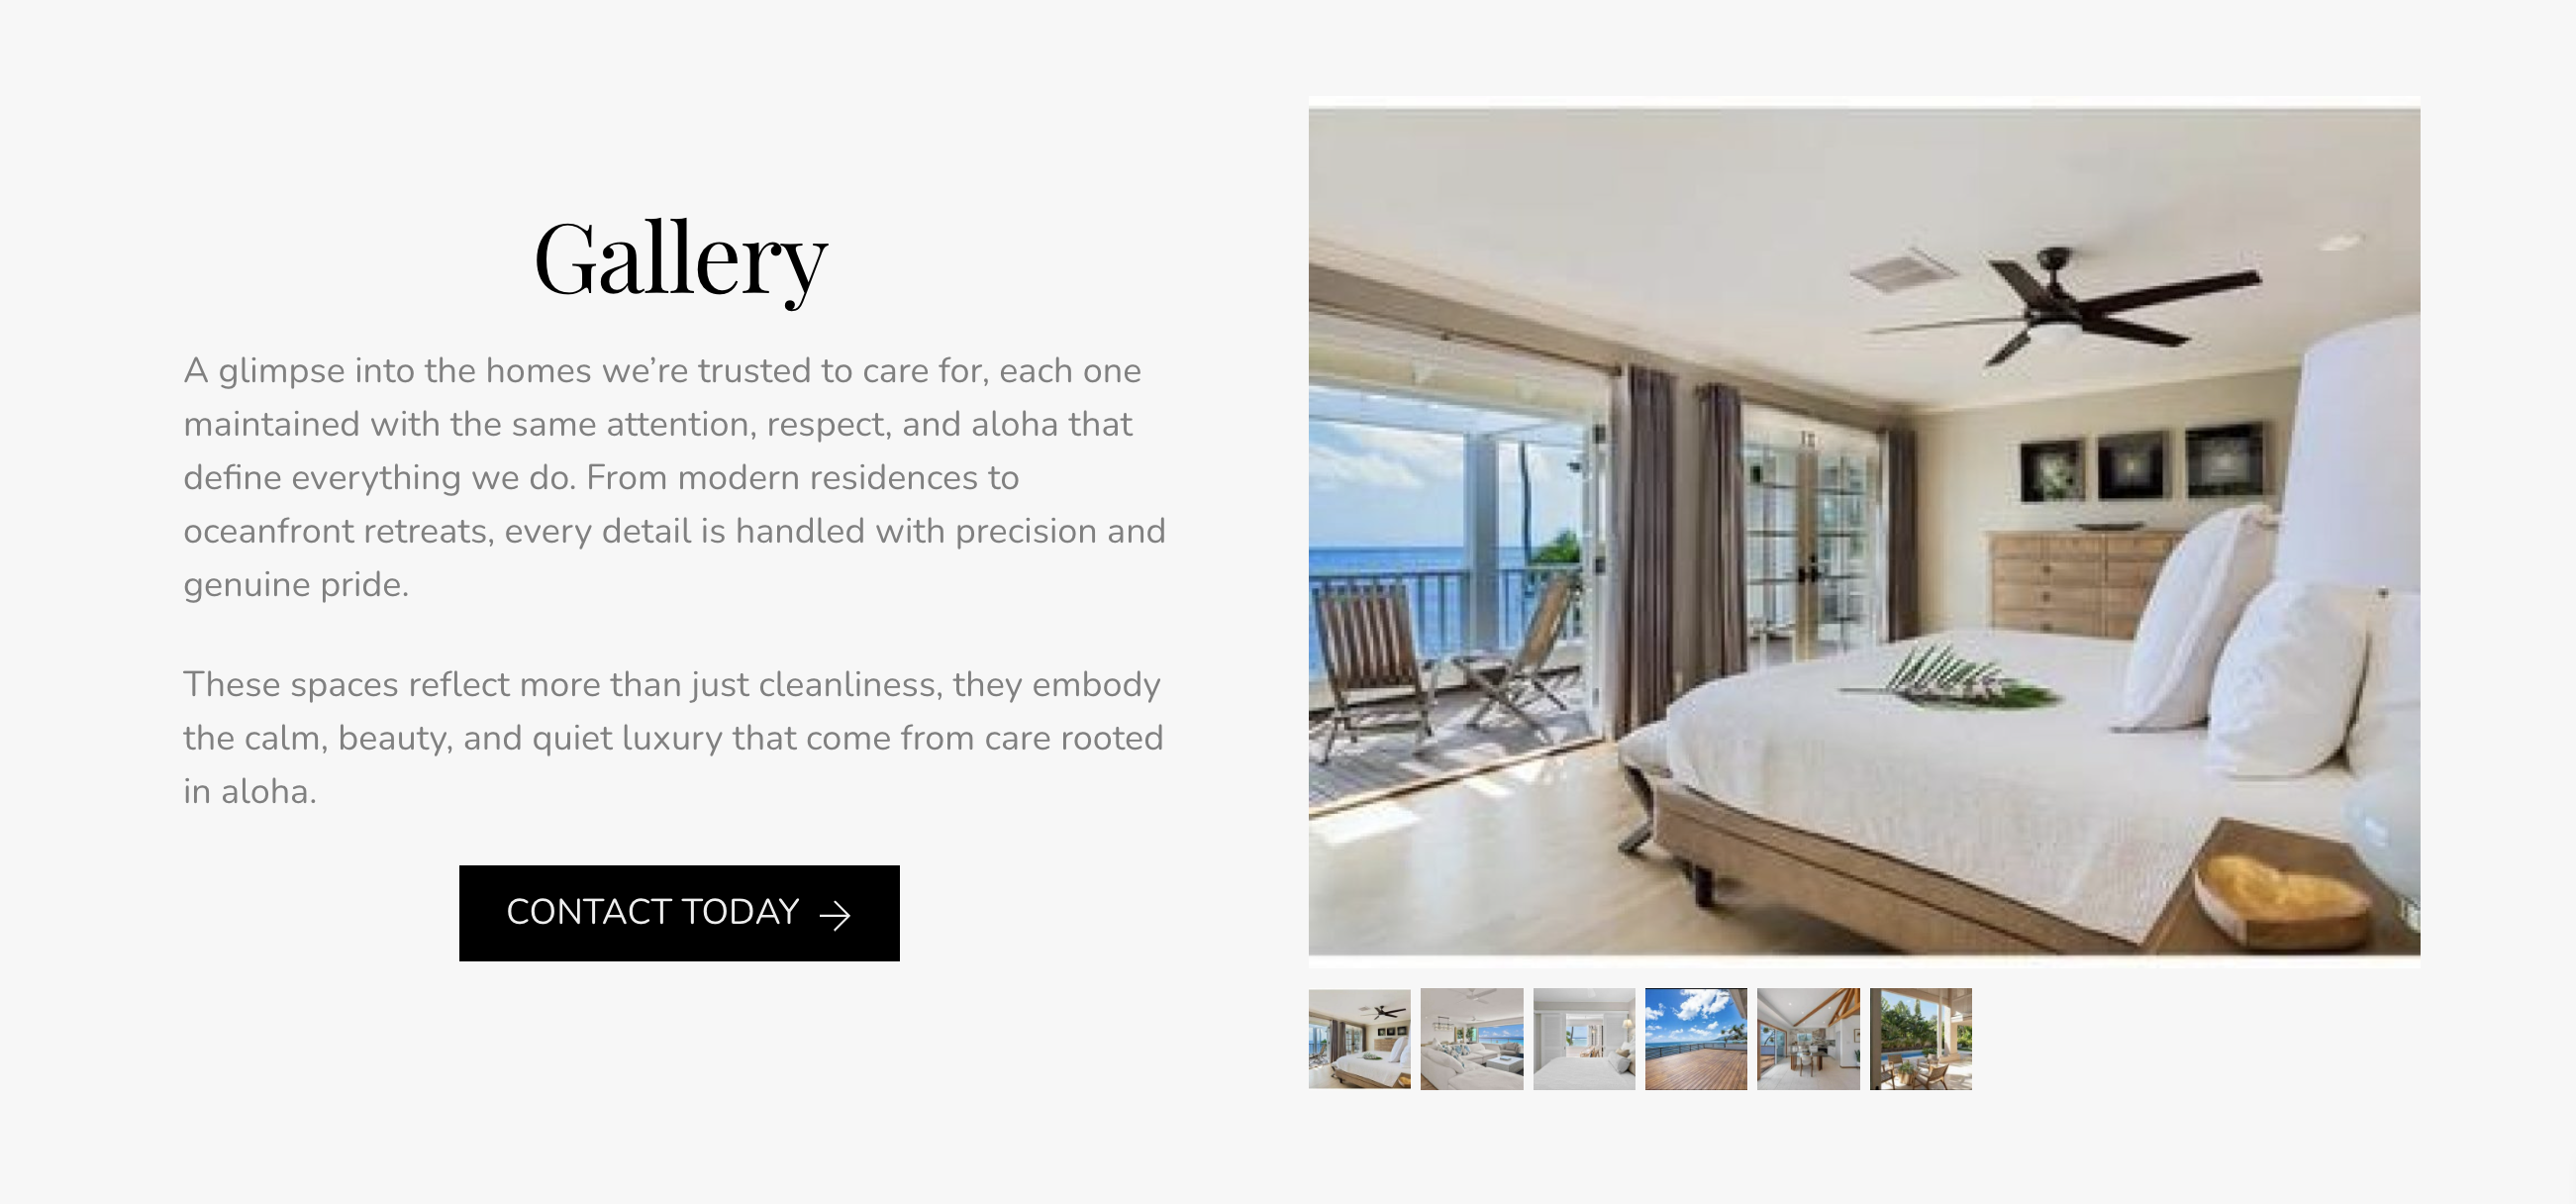 Gallery
A glimpse into the homes we’re trusted to care for, each one
maintained with the same attention, respect, and aloha that
define everything we do. From modern residences to
oceanfront retreats, every detail is handled with precision and
genuine pride.
These spaces reflect more than just cleanliness, they embody
the calm, beauty, and quiet luxury that come from care rooted
in aloha.
CONTACT TODAY →